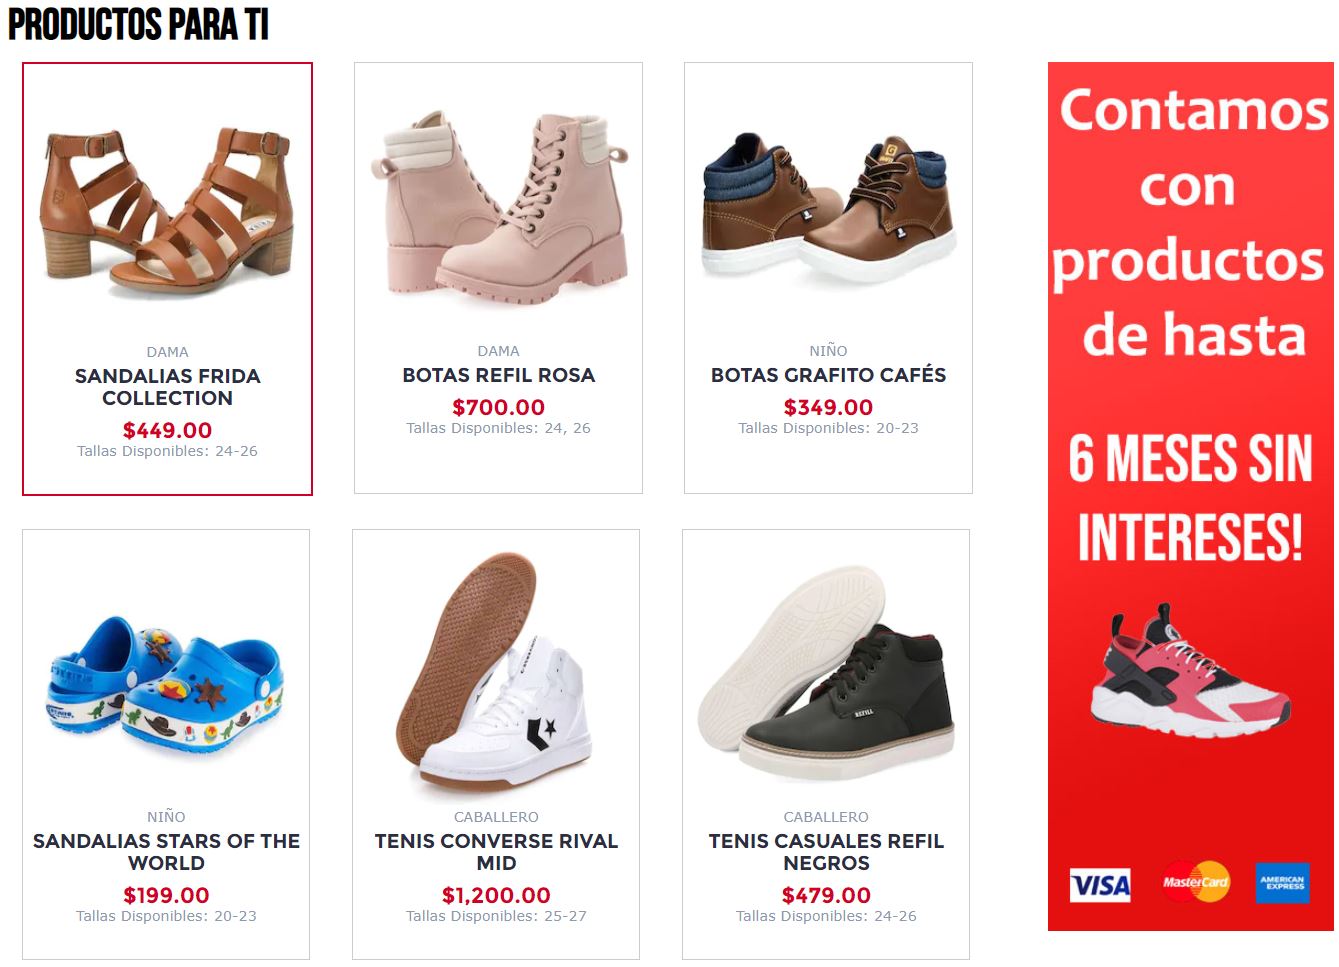 PRODUCTOS PARA TI
DAMA
SANDALIAS FRIDA
COLLECTION
$449.00
Tallas Disponibles: 24-26
DAMA
BOTAS REFIL ROSA
$700.00
Tallas Disponibles: 24, 26
NIÑO
BOTAS GRAFITO CAFÉS
$349.00
Tallas Disponibles: 20-23
NIÑO
SANDALIAS STARS OF THE
WORLD
$199.00
Tallas Disponibles: 20-23
CABALLERO
TENIS CONVERSE RIVAL
MID
$1,200.00
Tallas Disponibles: 25-27
REFILL
CABALLERO
TENIS CASUALES REFIL
NEGROS
$479.00
Tallas Disponibles: 24-26
Contamos
con
productos
de hasta
6 MESES SIN
INTERESES!
VISA
MasterCard
AMERICAN
EXPRESS